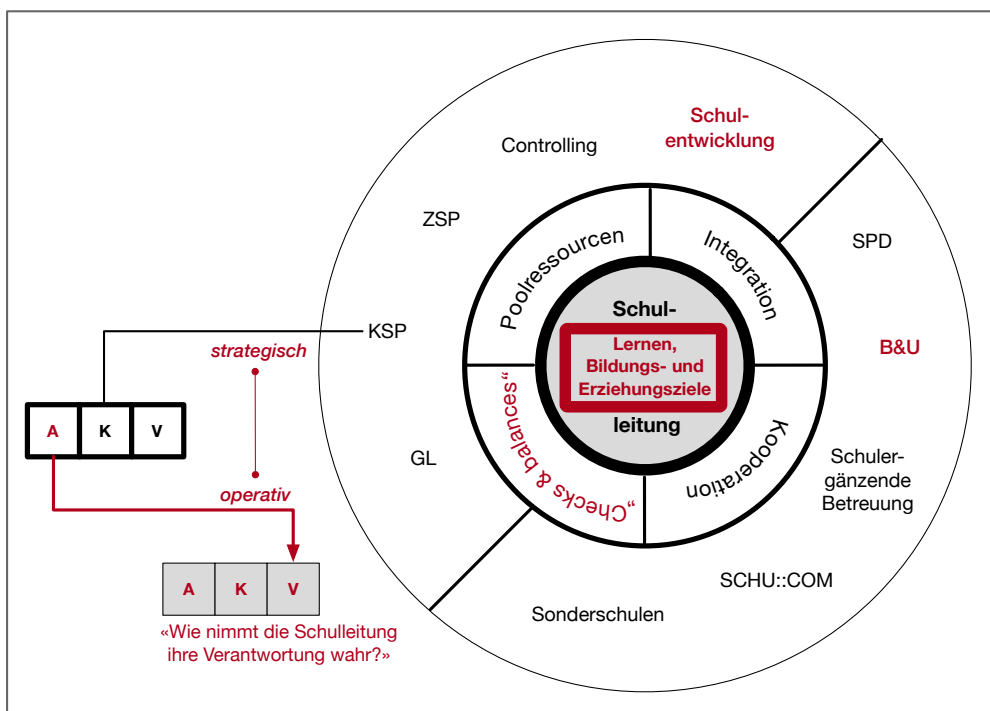 Schul-
entwicklung
Controlling
ZSP
SPD
Poolressourcen
Integration
KSP
strategisch
Schul-
Lernen,
Bildungs- und
Erziehungsziele
leitung
B&U
A K V
GL
„Checks & balances“
Kooperation
Schuler-
gänzende
Betreuung
operativ
SCHU::COM
A K V
Sonderschulen
«Wie nimmt die Schulleitung
ihre Verantwortung wahr?»